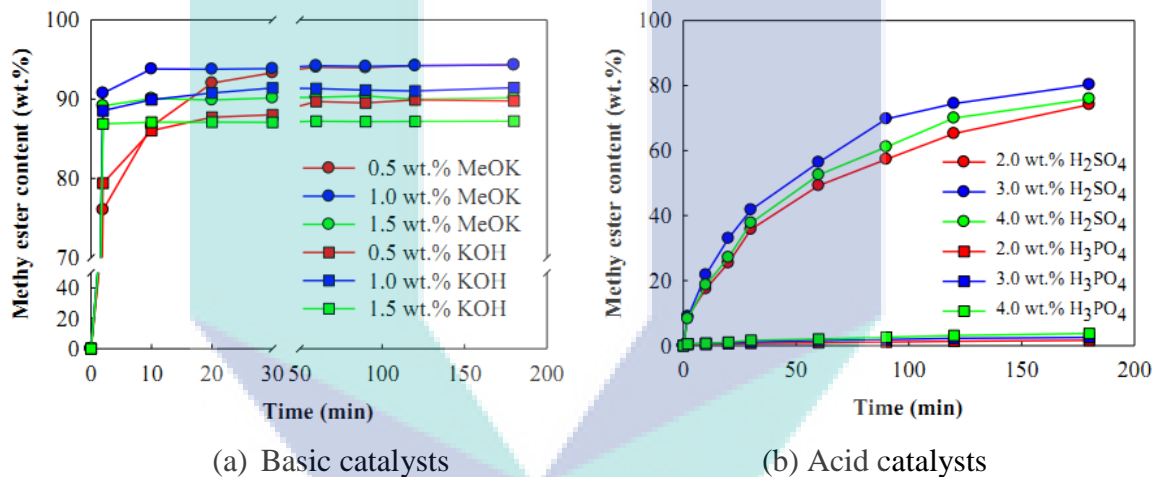 Methy ester content (wt.%)
100
90
80
70
40
20
0
0
10
20
30
50
100
150
200
0.5 wt.% MeOK
1.0 wt.% MeOK
1.5 wt.% MeOK
0.5 wt.% KOH
1.0 wt.% KOH
1.5 wt.% KOH
Time (min)
(a) Basic catalysts
Methy ester content (wt.%)
100
80
60
40
20
0
0
50
100
150
200
2.0 wt.% H₂SO₄
3.0 wt.% H₂SO₄
4.0 wt.% H₂SO₄
2.0 wt.% H₃PO₄
3.0 wt.% H₃PO₄
4.0 wt.% H₃PO₄
Time (min)
(b) Acid catalysts